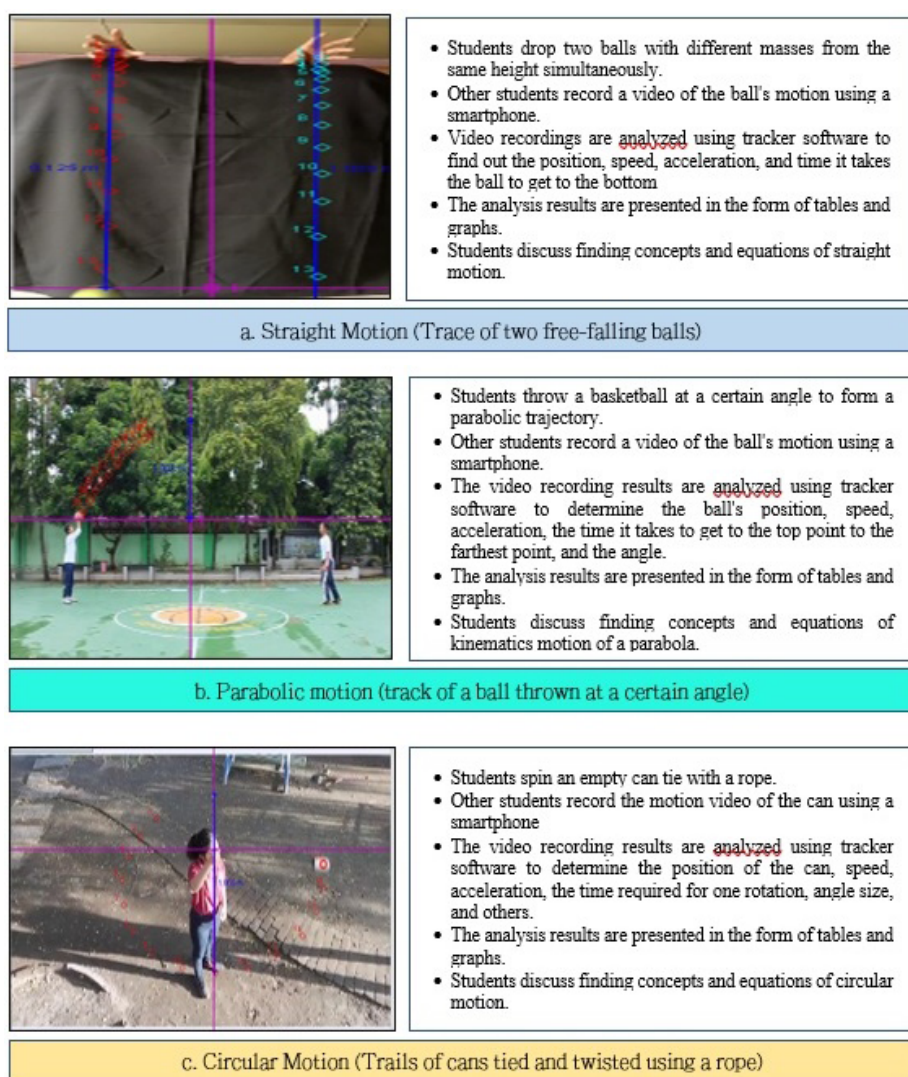 • Students drop two balls with different masses from the
same height simultaneously.
• Other students record a video of the ball's motion using a
smartphone.
• Video recordings are analyzed using tracker software to
find out the position, speed, acceleration, and time it takes
the ball to get to the bottom
• The analysis results are presented in the form of tables and
graphs.
• Students discuss finding concepts and equations of straight
motion.
6
7
8
9
10
11
12
13
0.125 m
a. Straight Motion (Trace of two free-falling balls)
• Students throw a basketball at a certain angle to form a
parabolic trajectory.
• Other students record a video of the ball's motion using a
smartphone.
• The video recording results are analyzed using tracker
software to determine the ball's position, speed,
acceleration, the time it takes to get to the top point to the
farthest point, and the angle.
• The analysis results are presented in the form of tables and
graphs.
• Students discuss finding concepts and equations of
kinematics motion of a parabola.
b. Parabolic motion (track of a ball thrown at a certain angle)
• Students spin an empty can tie with a rope.
• Other students record the motion video of the can using a
smartphone
• The video recording results are analyzed using tracker
software to determine the position of the can, speed,
acceleration, the time required for one rotation, angle size,
and others.
• The analysis results are presented in the form of tables and
graphs.
• Students discuss finding concepts and equations of circular
motion.
c. Circular Motion (Trails of cans tied and twisted using a rope)